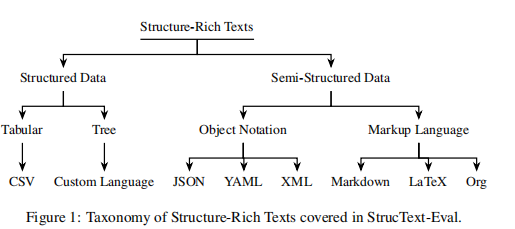 Structure-Rich Texts
Structured Data Semi-Structured Data
Tabular Tree Object Notation Markup Language
CSV Custom Language JSON YAML XML Markdown LaTeX Org
Figure 1: Taxonomy of Structure-Rich Texts covered in StrucText-Eval.